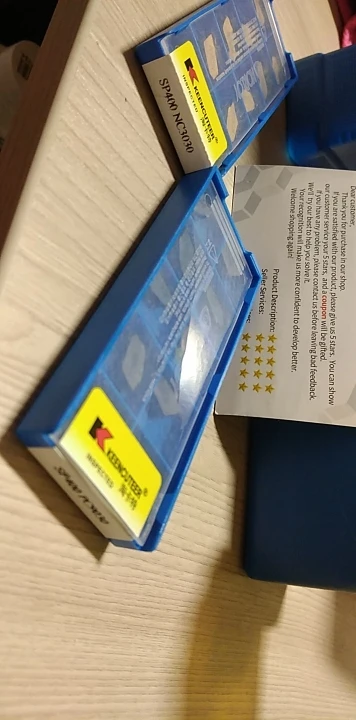 KEENCUTEER®
INSPECTED
SP400 NC3030
KEENCUTEER®
INSPECTED
Dear customer,
Thank you for purchase in our shop.
If you are satisfied with our product, please give us 5 stars. You can show
our customer service your 5 stars, and a coupon will be gifted.
If you have any problem, please contact us before leaving bad feedback.
We'll try our best to help you solve it.
Your recognition will make us more confident to develop better.
Welcome shopping again!
Product Description: ★★★★★
Seller Services: ★★★★★
★★★★★